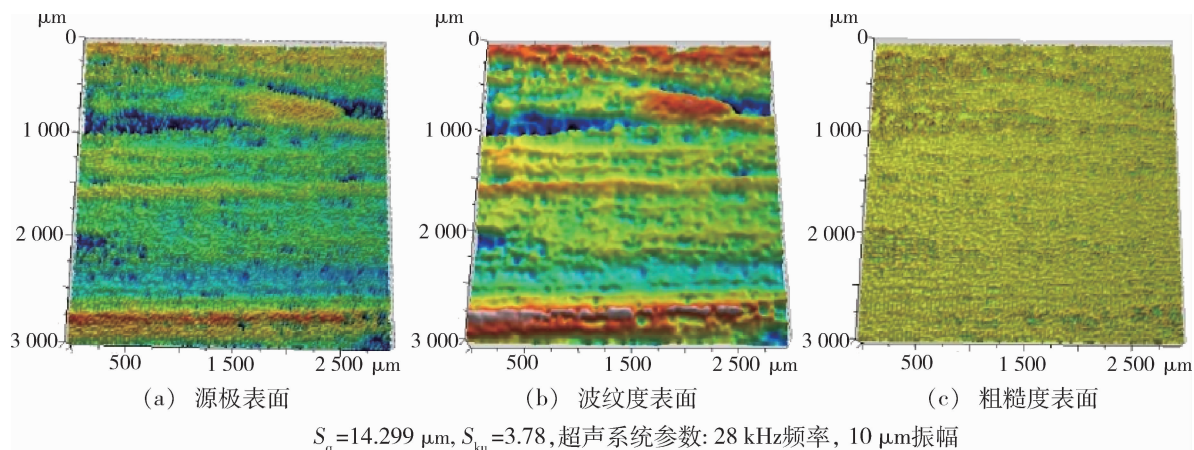 μm μm μm
0 0 0
1 000 1 000 1 000
2 000 2 000 2 000
3 000 3 000 3 000
500 1 500 2 500 μm 500 1 500 2 500 μm 500 1 500 2 500 μm
(a) 源极表面 (b) 波纹度表面 (c) 粗糙度表面
Sq=14.299 μm, Sku=3.78,超声系统参数: 28 kHz频率, 10 μm振幅